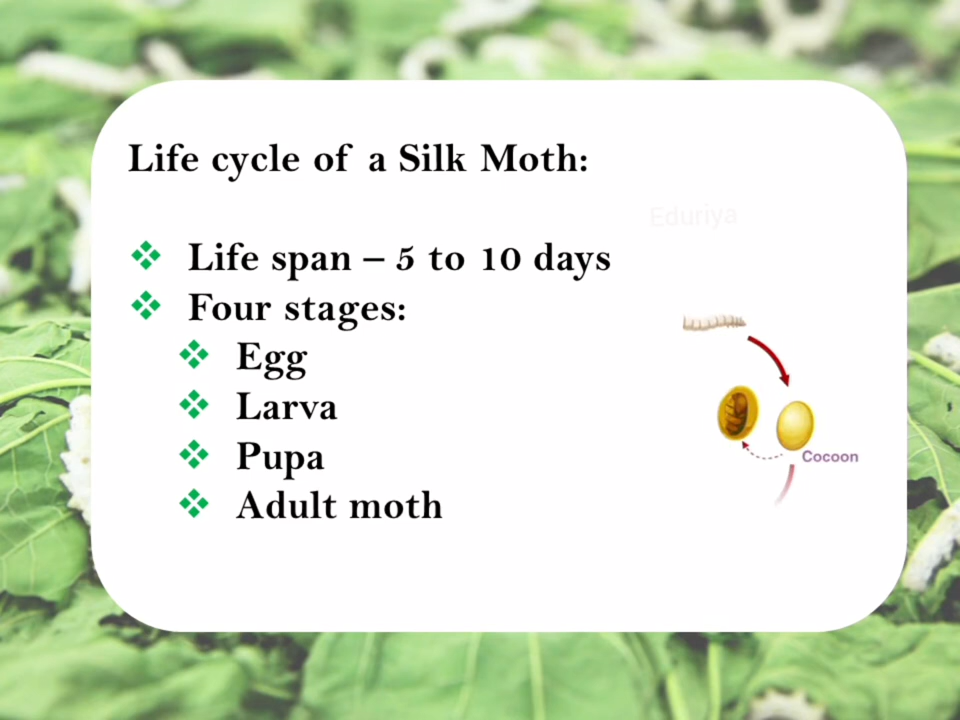 Life cycle of a Silk Moth:
Eduriya
Life span – 5 to 10 days
Four stages:
Egg
Larva
Pupa
Adult moth
Cocoon